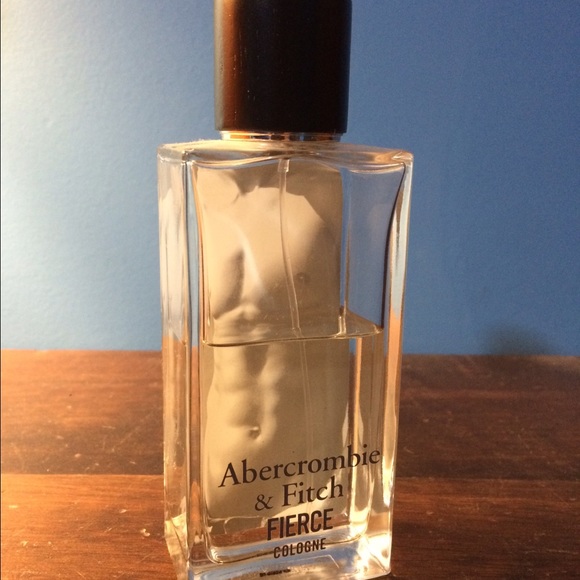 Abercrombie
& Fitch
FIERCE
COLOGNE